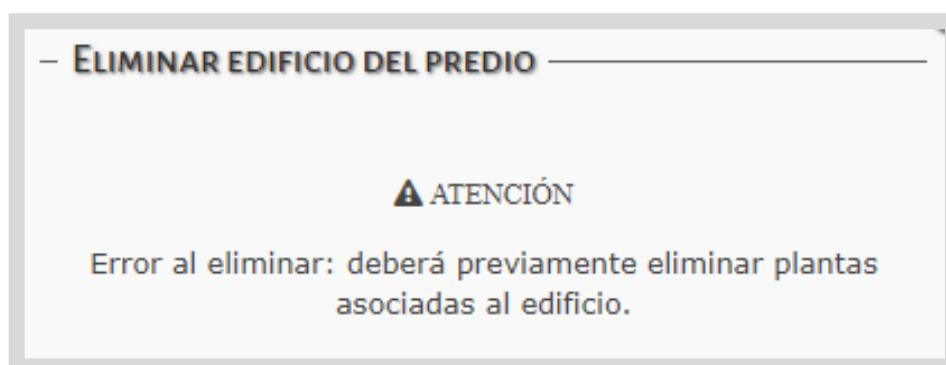 Eliminar edificio del predio
ATENCIÓN
Error al eliminar: deberá previamente eliminar plantas
asociadas al edificio.